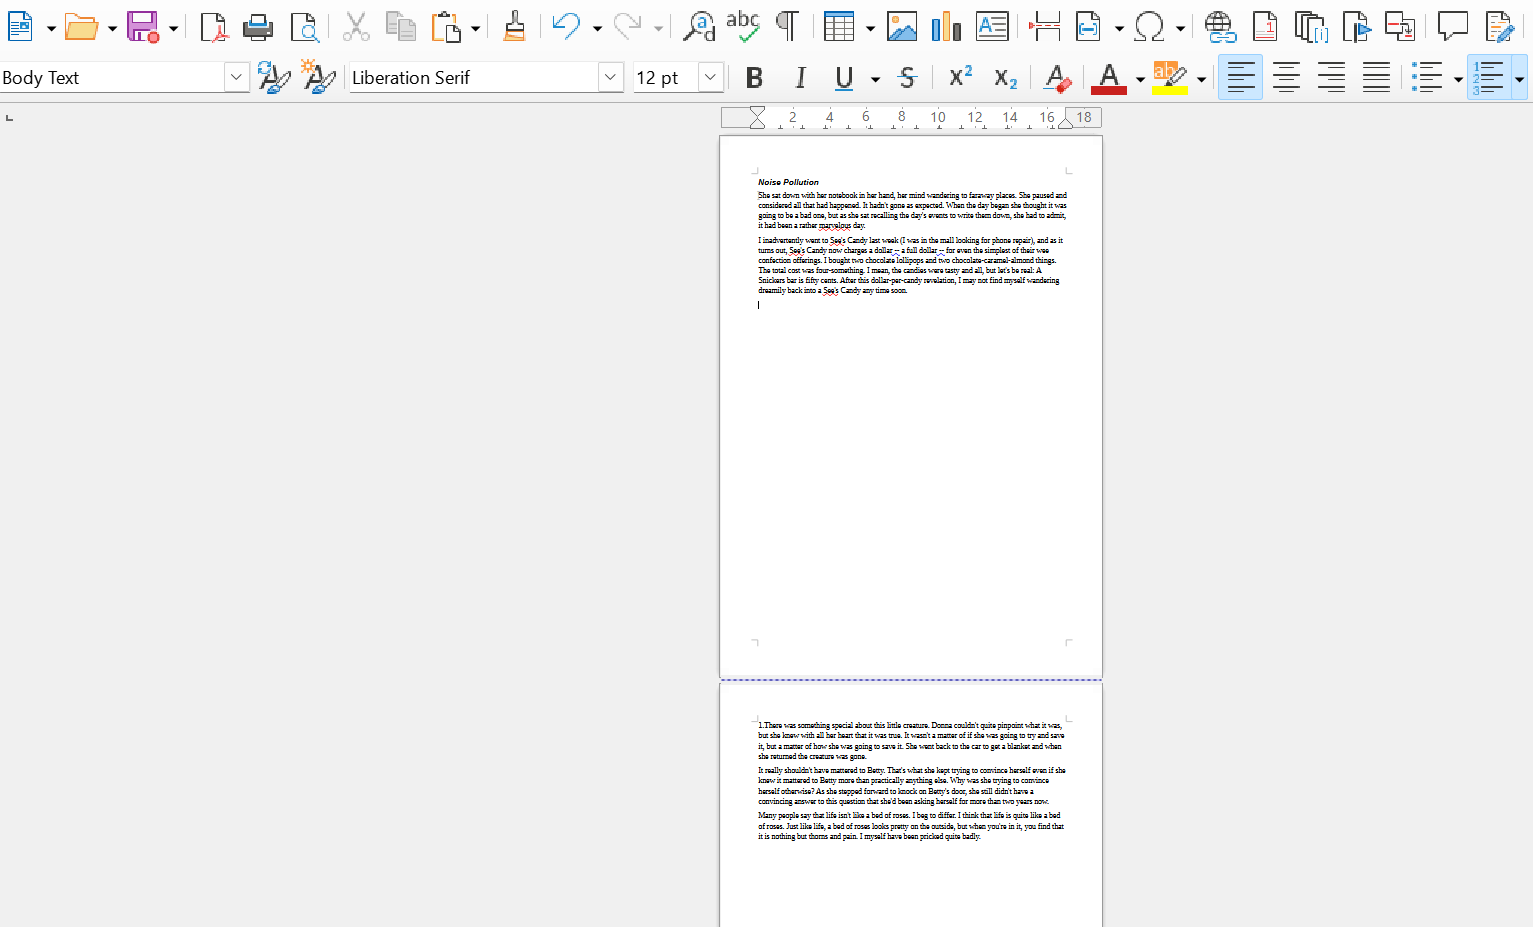 abc
A
¶
1
Body Text
Liberation Serif
12 pt
B I U S X² X₂ A A ab
1 2 3
2 4 6 8 10 12 14 16 18
Noise Pollution
She sat down with her notebook in her hand, her mind wandering to faraway places. She paused and
considered all that had happened. It hadn't gone as expected. When the day began she thought it was
going to be a bad one, but as she sat recalling the day's events to write them down, she had to admit,
it had been a rather marvelous day.
I inadvertently went to See's Candy last week (I was in the mall looking for phone repair), and as it
turns out, See's Candy now charges a dollar -- a full dollar -- for even the simplest of their wee
confection offerings. I bought two chocolate lollipops and two chocolate-caramel-almond things.
The total cost was four-something. I mean, the candies were tasty and all, but let's be real: A
Snickers bar is fifty cents. After this dollar-per-candy revelation, I may not find myself wandering
dreamily back into a See's Candy any time soon.
1.There was something special about this little creature. Donna couldn't quite pinpoint what it was,
but she knew with all her heart that it was true. It wasn't a matter of if she was going to try and save
it, but a matter of how she was going to save it. She went back to the car to get a blanket and when
she returned the creature was gone.
It really shouldn't have mattered to Betty. That's what she kept trying to convince herself even if she
knew it mattered to Betty more than practically anything else. Why was she trying to convince
herself otherwise? As she stepped forward to knock on Betty's door, she still didn't have a
convincing answer to this question that she'd been asking herself for more than two years now.
Many people say that life isn't like a bed of roses. I beg to differ. I think that life is quite like a bed
of roses. Just like life, a bed of roses looks pretty on the outside, but when you're in it, you find that
it is nothing but thorns and pain. I myself have been pricked quite badly.